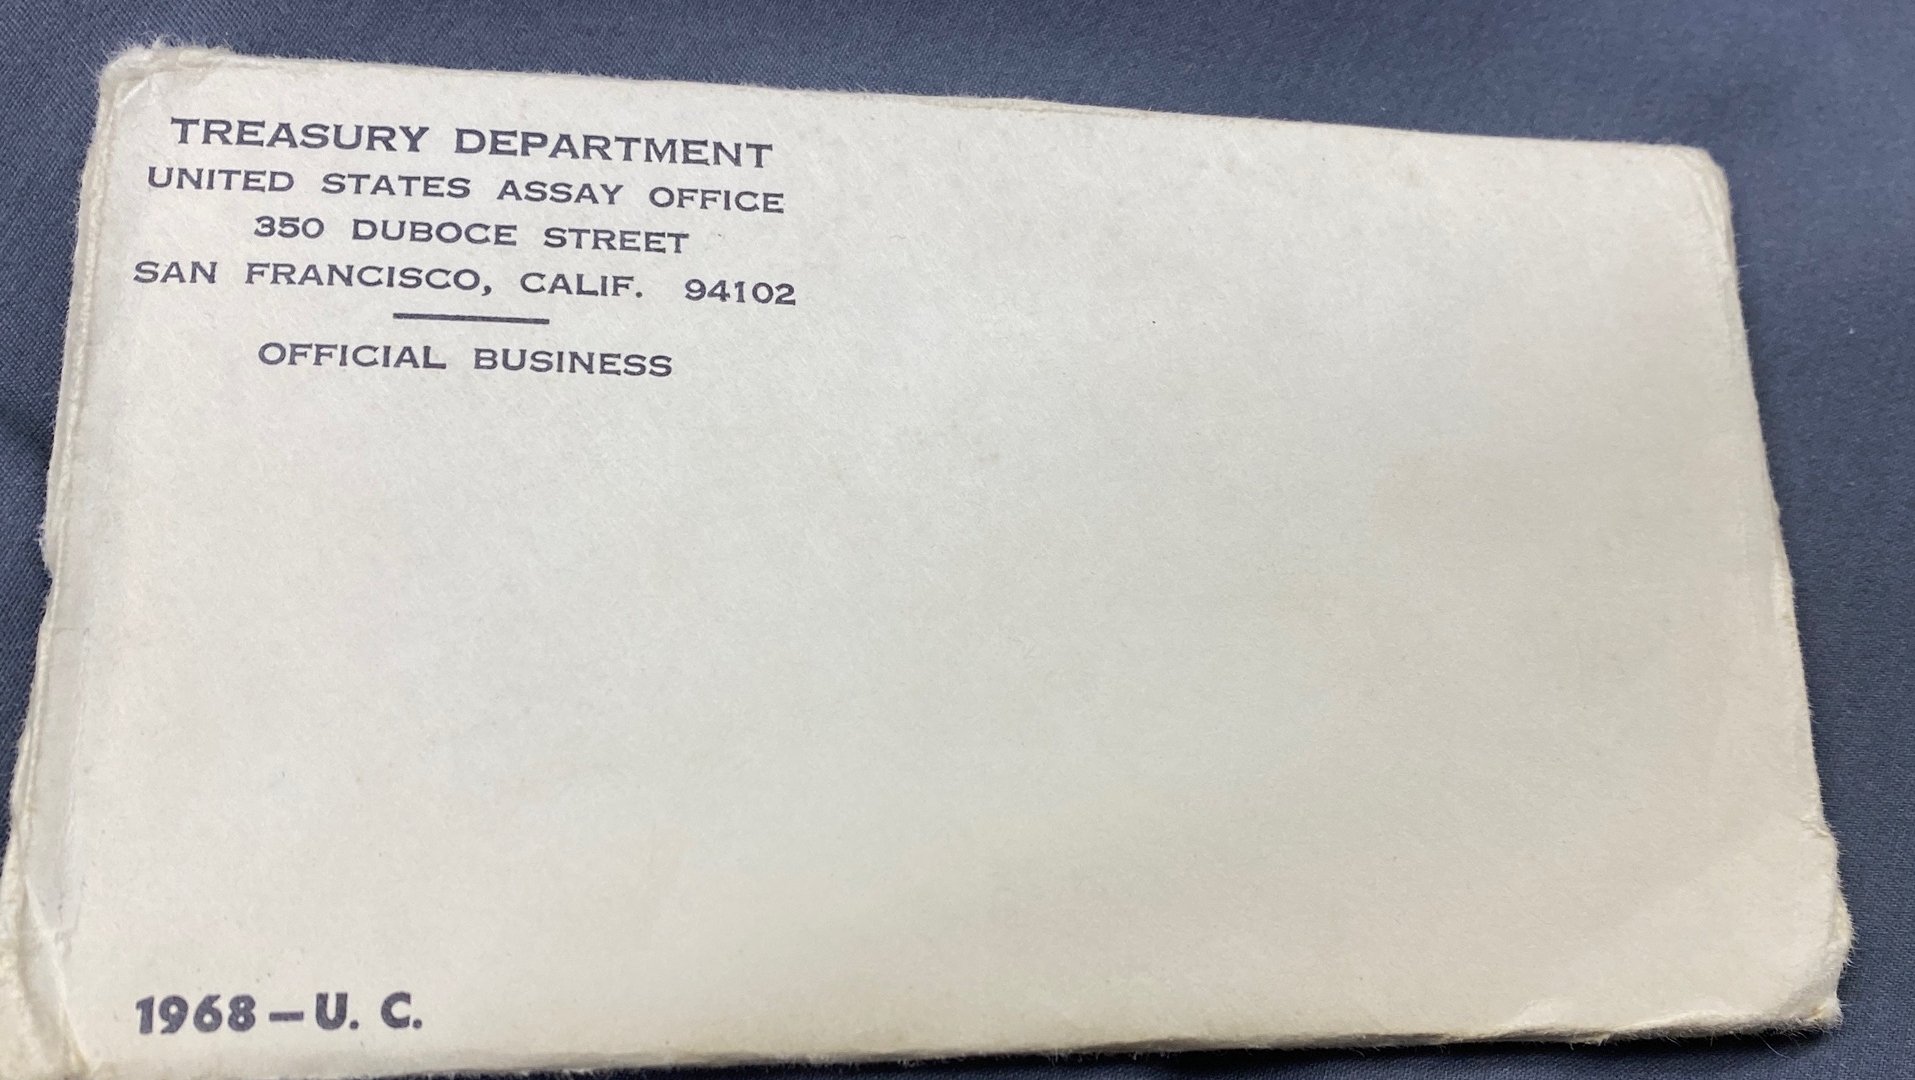 TREASURY DEPARTMENT
UNITED STATES ASSAY OFFICE
350 DUBOCE STREET
SAN FRANCISCO, CALIF. 94102
OFFICIAL BUSINESS
1968 — U. C.